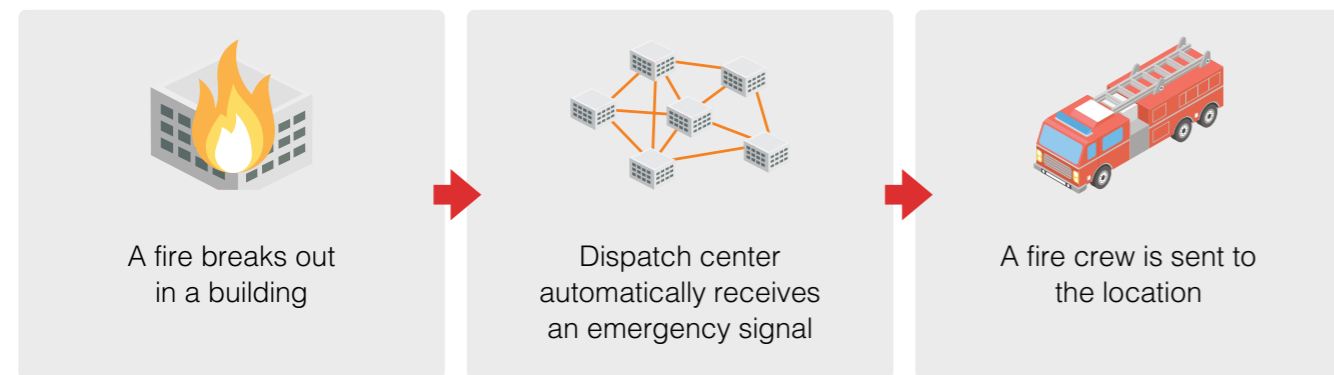 A fire breaks out
in a building
Dispatch center
automatically receives
an emergency signal
A fire crew is sent to
the location